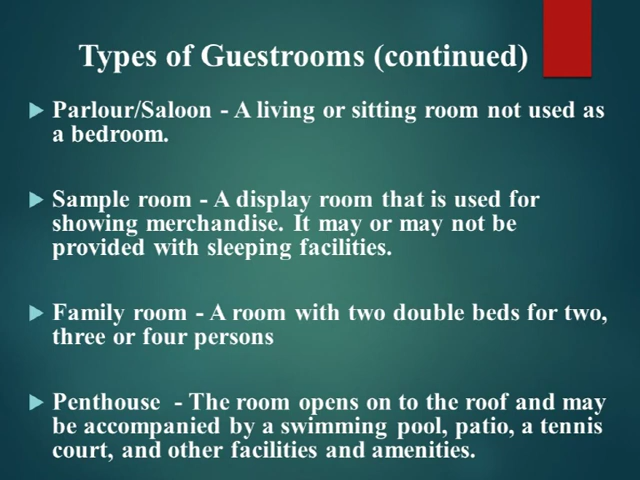 Types of Guestrooms (continued)
Parlour/Saloon - A living or sitting room not used as
a bedroom.
Sample room - A display room that is used for
showing merchandise. It may or may not be
provided with sleeping facilities.
Family room - A room with two double beds for two,
three or four persons
Penthouse - The room opens on to the roof and may
be accompanied by a swimming pool, patio, a tennis
court, and other facilities and amenities.